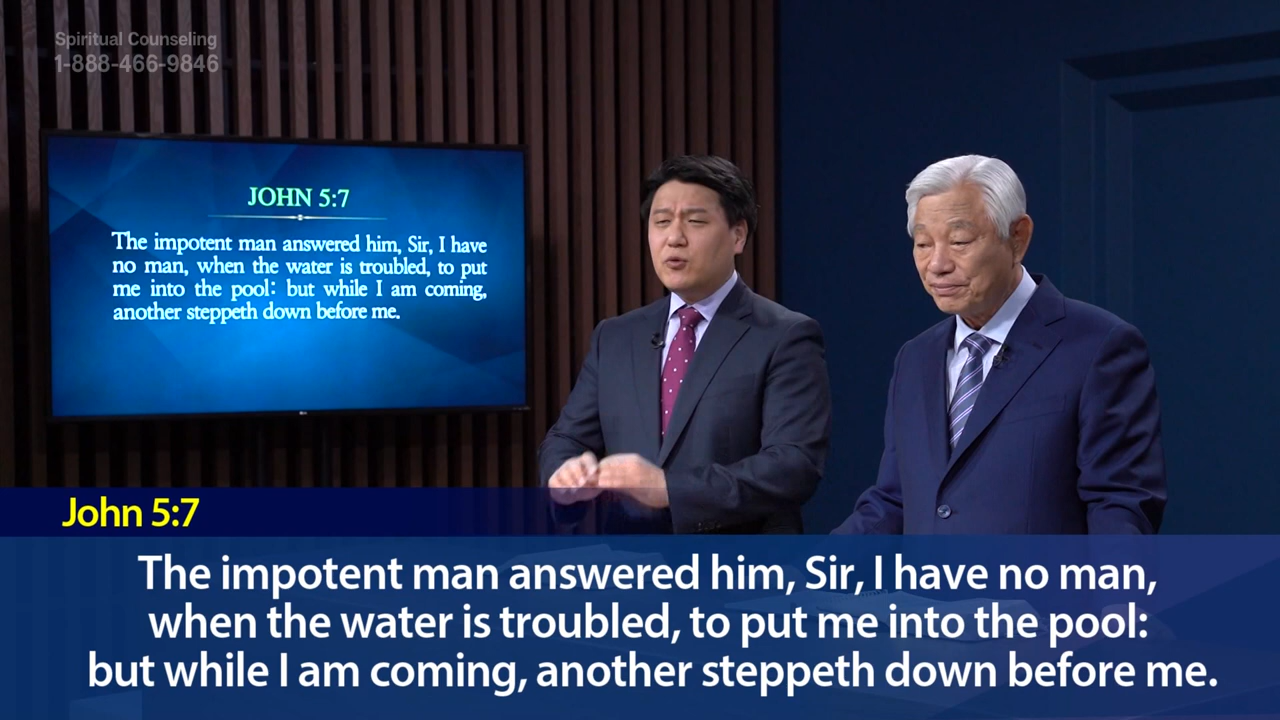 Spiritual Counseling
1-888-466-9846
JOHN 5:7
The impotent man answered him, Sir, I have
no man, when the water is troubled, to put
me into the pool: but while I am coming,
another steppeth down before me.
John 5:7
The impotent man answered him, Sir, I have no man,
when the water is troubled, to put me into the pool:
but while I am coming, another steppeth down before me.